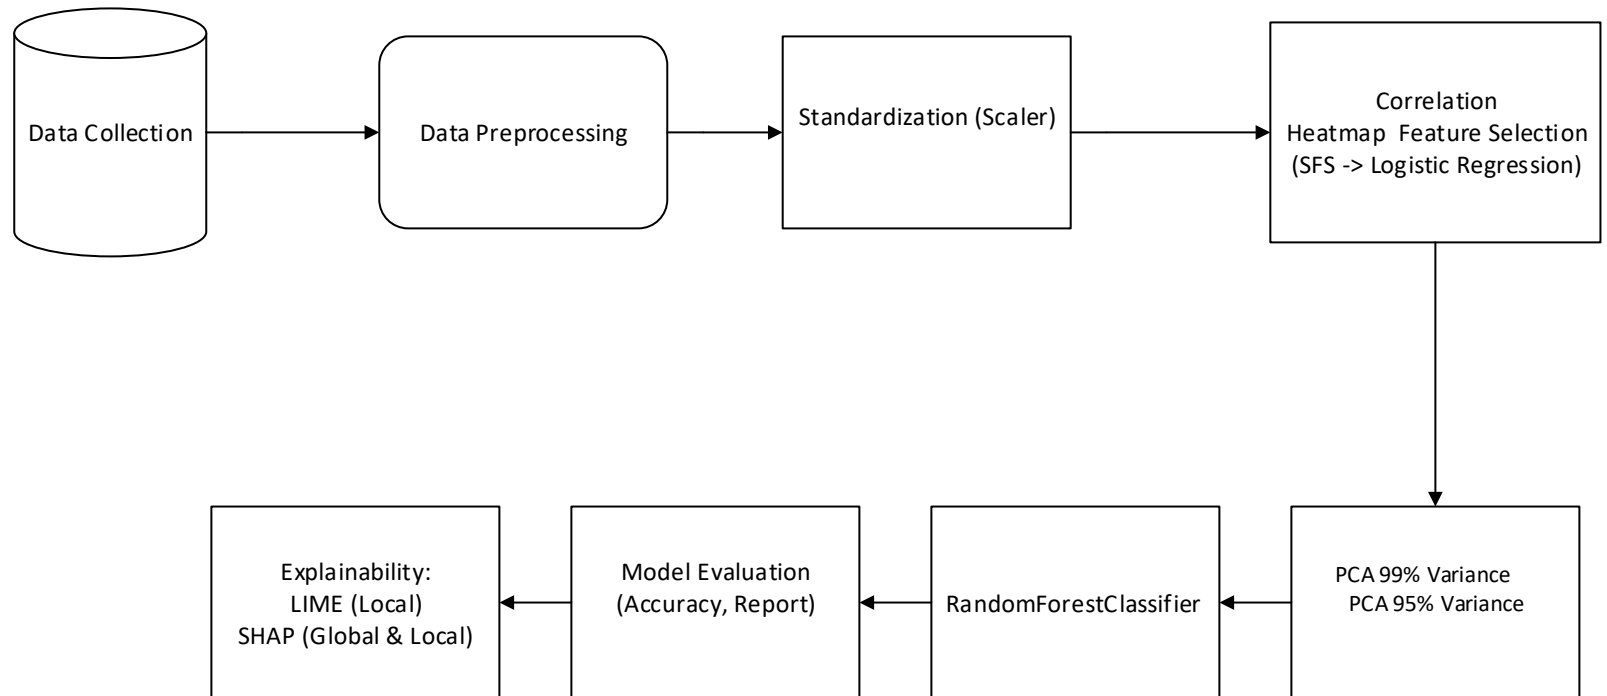 Data Collection
Data Preprocessing
Standardization (Scaler)
Correlation
Heatmap  Feature Selection
(SFS -> Logistic Regression)
Explainability:
LIME (Local)
SHAP (Global & Local)
Model Evaluation
(Accuracy, Report)
RandomForestClassifier
PCA 99% Variance
PCA 95% Variance